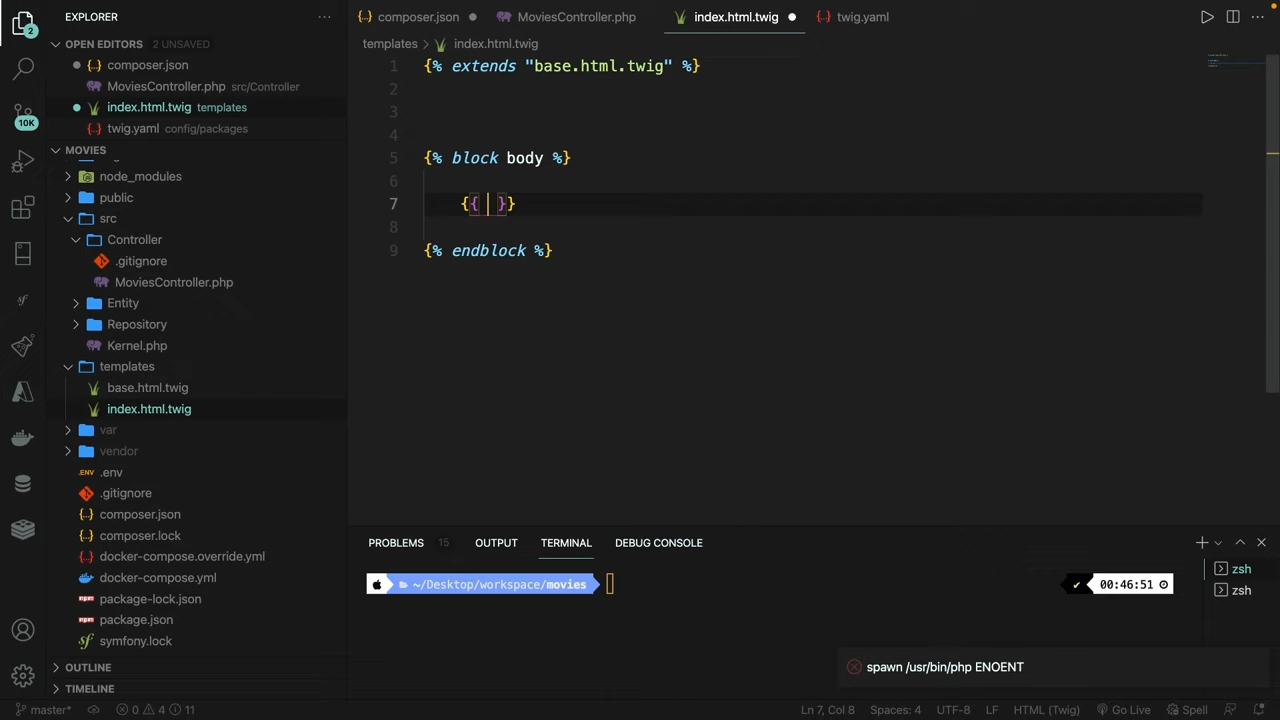 EXPLORER
OPEN EDITORS 2 UNSAVED
composer.json
MoviesController.php src/Controller
index.html.twig templates
twig.yaml config/packages
MOVIES
node_modules
public
src
Controller
.gitignore
MoviesController.php
Entity
Repository
Kernel.php
templates
base.html.twig
index.html.twig
var
vendor
.env
.gitignore
composer.json
composer.lock
docker-compose.override.yml
docker-compose.yml
package-lock.json
package.json
symfony.lock
OUTLINE
TIMELINE
2
10K
composer.json
MoviesController.php
index.html.twig
twig.yaml
templates > index.html.twig
1 {% extends "base.html.twig" %}
2
3
4
5 {% block body %}
6
7 {{ }}
8
9 {% endblock %}
PROBLEMS 15 OUTPUT TERMINAL DEBUG CONSOLE
~/Desktop/workspace/movies
00:46:51
zsh
zsh
spawn /usr/bin/php ENOENT
master* 0 4 11 Ln 7, Col 8 Spaces: 4 UTF-8 LF HTML (Twig) Go Live Spell